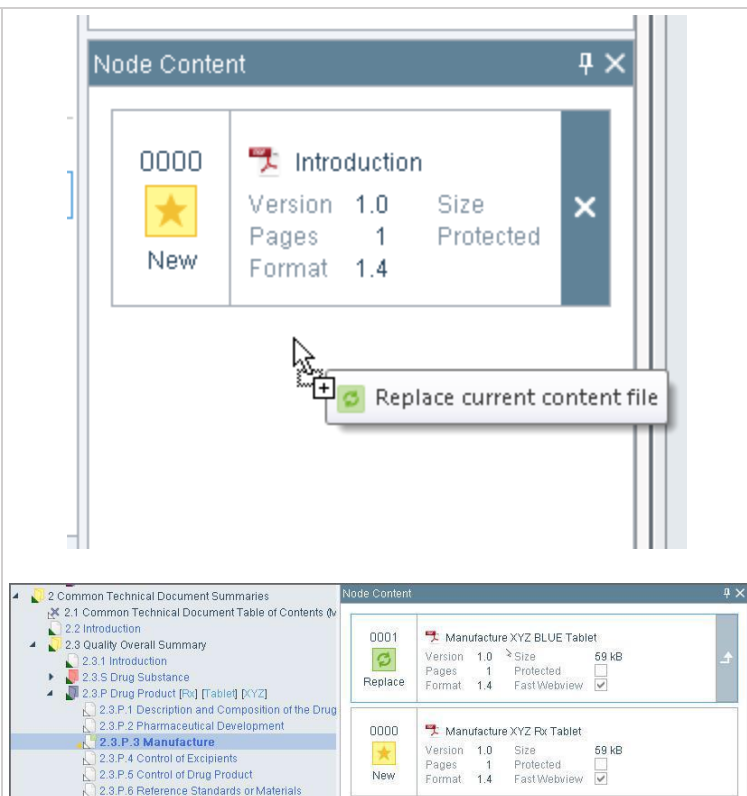 Node Content
0000 Introduction
Version 1.0 Size
Pages 1 Protected
New Format 1.4
Replace current content file
2 Common Technical Document Summaries
2.1 Common Technical Document Table of Contents (M
2.2 Introduction
2.3 Quality Overall Summary
2.3.1 Introduction
2.3.S Drug Substance
2.3.P Drug Product [Rx] [Tablet] [XYZ]
2.3.P.1 Description and Composition of the Drug
2.3.P.2 Pharmaceutical Development
2.3.P.3 Manufacture
2.3.P.4 Control of Excipients
2.3.P.5 Control of Drug Product
2.3.P.6 Reference Standards or Materials
Node Content
0001 Manufacture XYZ BLUE Tablet
Version 1.0 Size 59 kB
Pages 1 Protected
Replace Format 1.4 Fast Webview
0000 Manufacture XYZ Rx Tablet
Version 1.0 Size 59 kB
Pages 1 Protected
New Format 1.4 Fast Webview